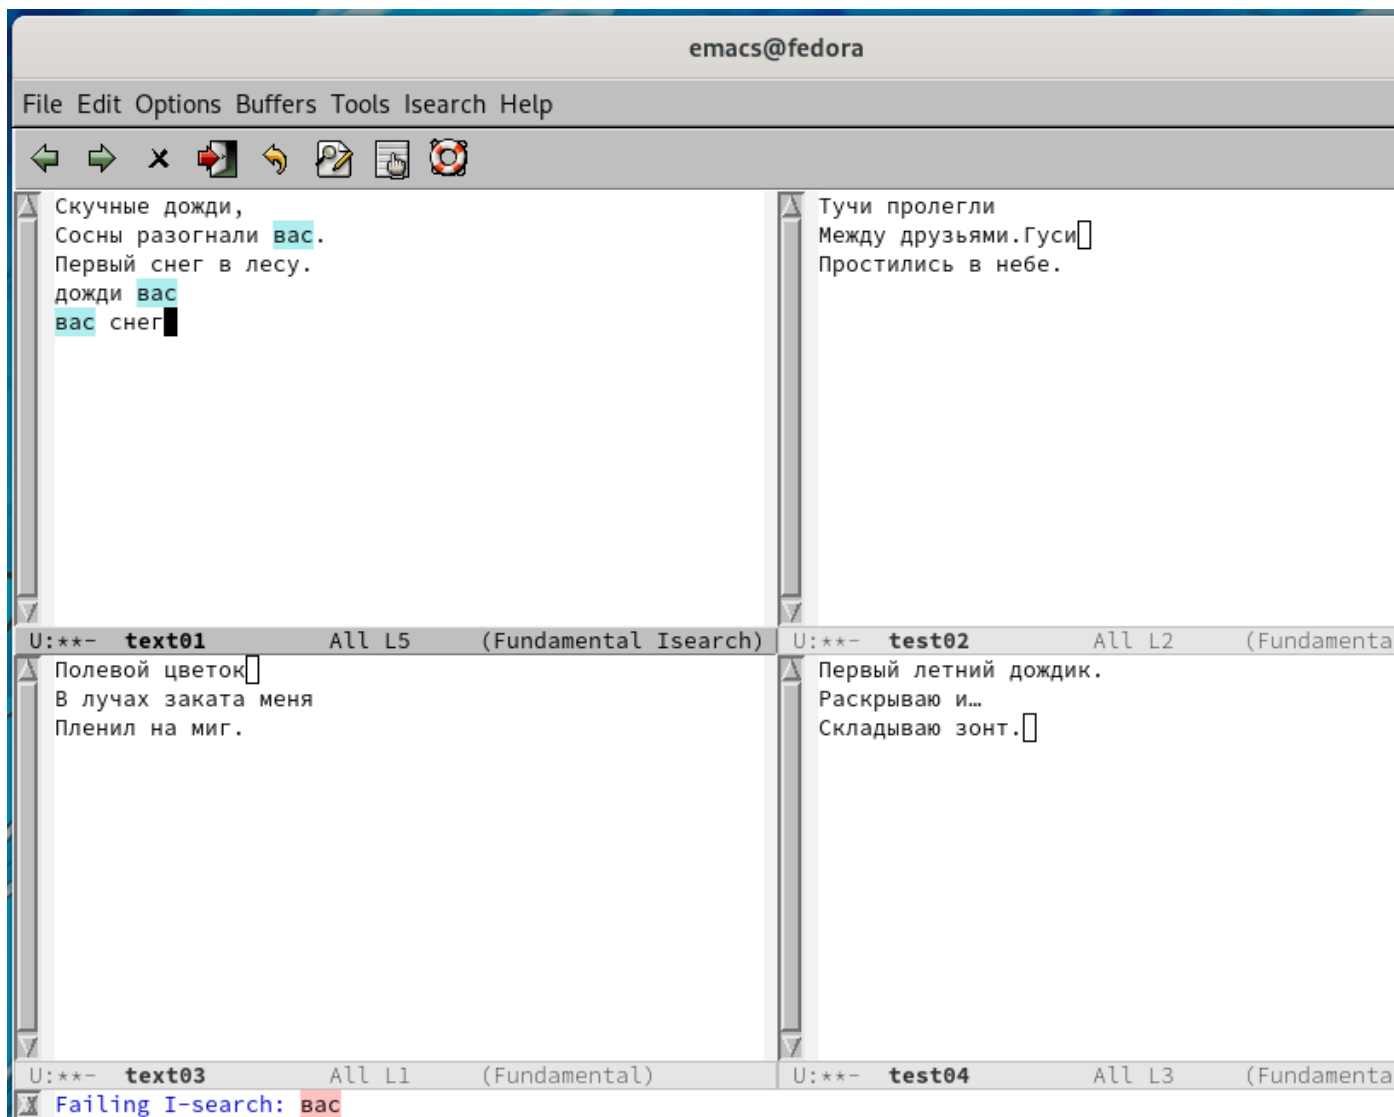 emacs@fedora
File Edit Options Buffers Tools Isearch Help
Скучные дожди,
Сосны разогнали вас.
Первый снег в лесу.
дожди вас
вас снег
U:**-  text01         All L5     (Fundamental Isearch)
Тучи пролегли
Между друзьями.Гуси
Простились в небе.
U:**-  test02         All L2     (Fundamenta
Полевой цветок
В лучах заката меня
Пленил на миг.
U:**-  text03         All L1     (Fundamental)
Первый летний дождик.
Раскрываю и…
Складываю зонт.
U:**-  test04         All L3     (Fundamenta
Failing I-search: вас